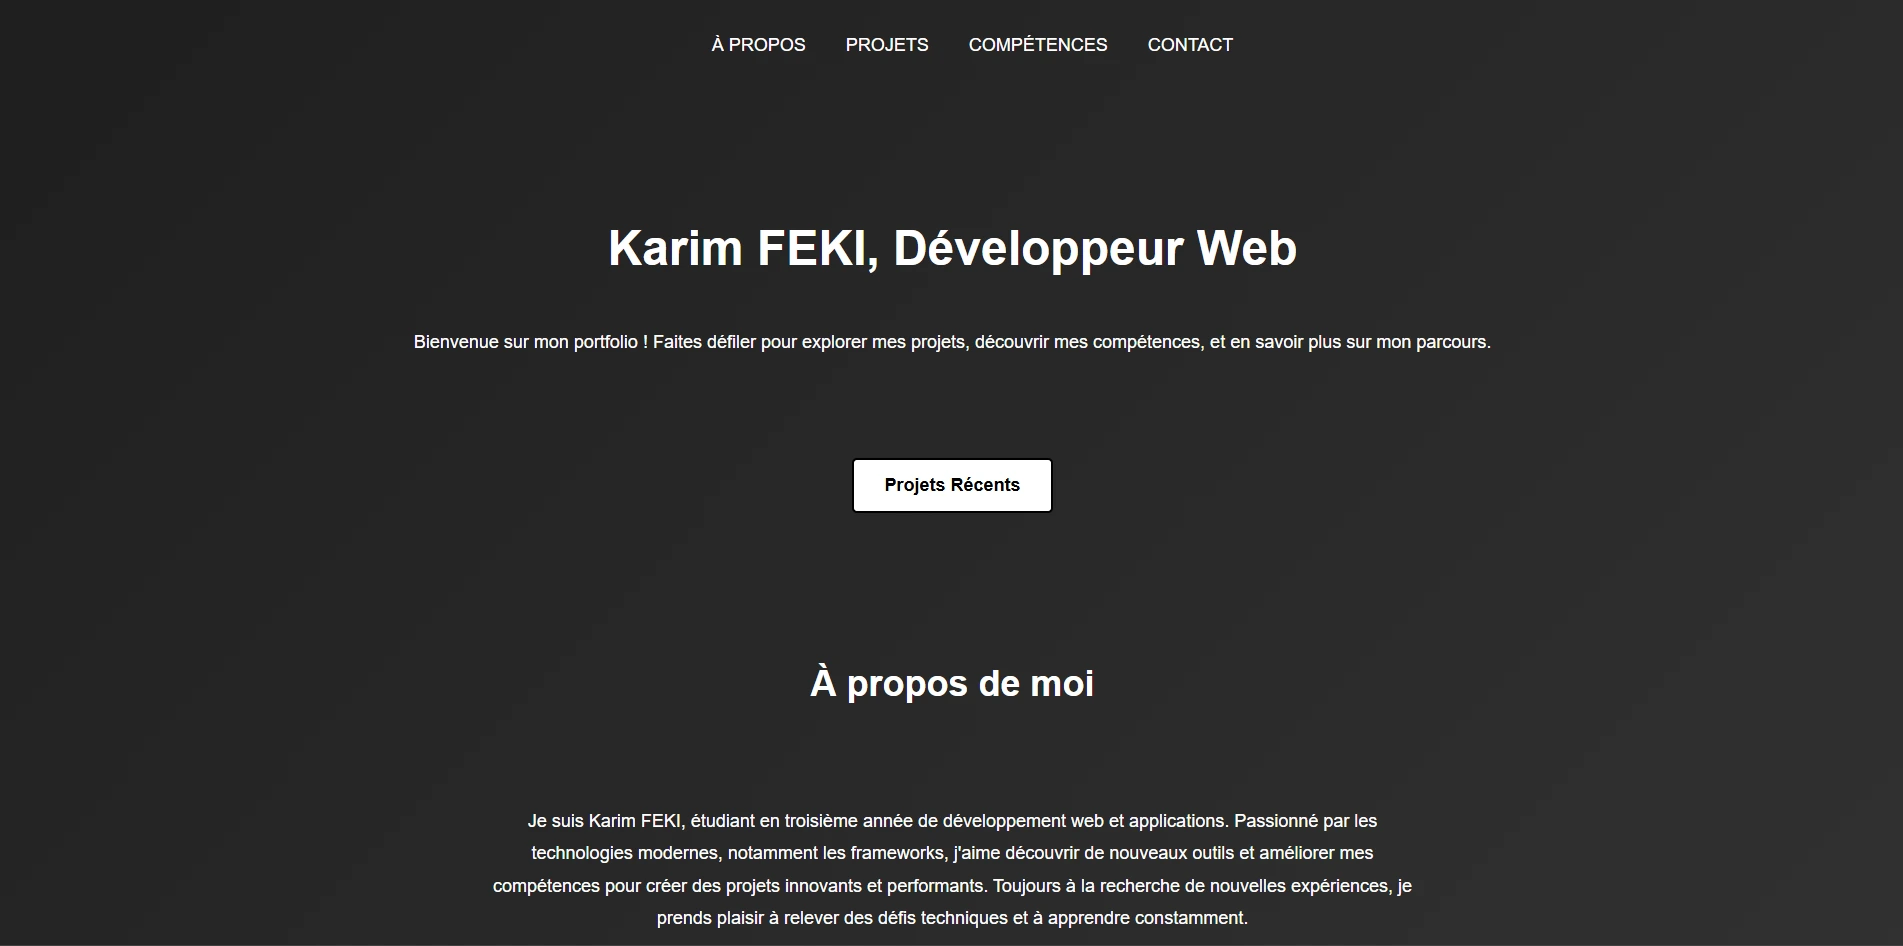 À PROPOS PROJETS COMPÉTENCES CONTACT
Karim FEKI, Développeur Web
Bienvenue sur mon portfolio ! Faites défiler pour explorer mes projets, découvrir mes compétences, et en savoir plus sur mon parcours.
Projets Récents
À propos de moi
Je suis Karim FEKI, étudiant en troisième année de développement web et applications. Passionné par les
technologies modernes, notamment les frameworks, j'aime découvrir de nouveaux outils et améliorer mes
compétences pour créer des projets innovants et performants. Toujours à la recherche de nouvelles expériences, je
prends plaisir à relever des défis techniques et à apprendre constamment.